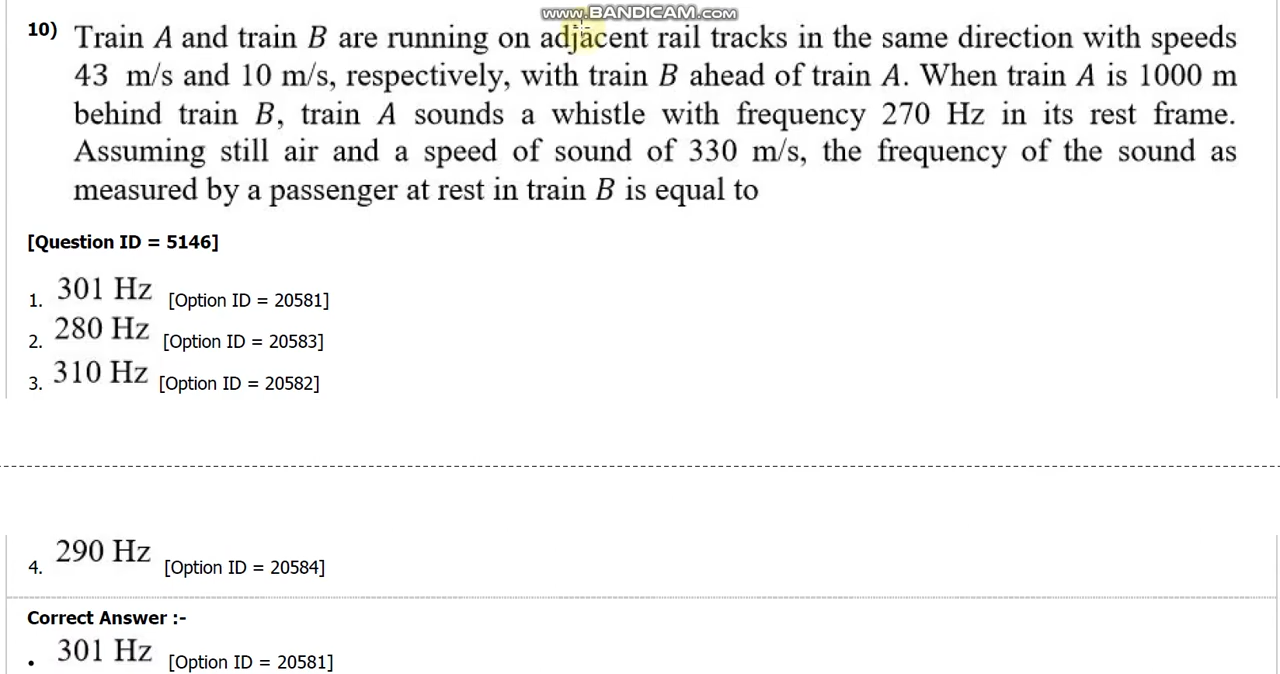 WWW.BANDICAM.COM
10) Train A and train B are running on adjacent rail tracks in the same direction with speeds
43 m/s and 10 m/s, respectively, with train B ahead of train A. When train A is 1000 m
behind train B, train A sounds a whistle with frequency 270 Hz in its rest frame.
Assuming still air and a speed of sound of 330 m/s, the frequency of the sound as
measured by a passenger at rest in train B is equal to
[Question ID = 5146]
1. 301 Hz [Option ID = 20581]
2. 280 Hz [Option ID = 20583]
3. 310 Hz [Option ID = 20582]
4. 290 Hz [Option ID = 20584]
Correct Answer :-
• 301 Hz [Option ID = 20581]